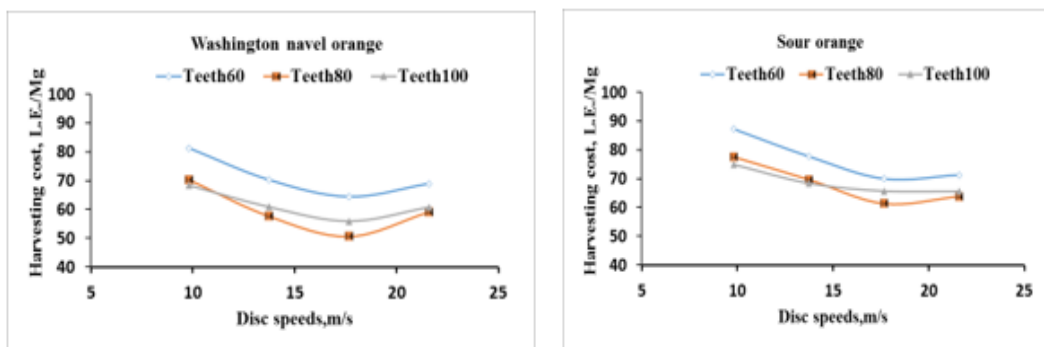 Washington navel orange
Teeth60 Teeth80 Teeth100
Harvesting cost, L.E./Mg
100
90
80
70
60
50
40
5 10 15 20 25
Disc speeds,m/s
Sour orange
Teeth60 Teeth80 Teeth100
Harvesting cost, L.E./Mg
100
90
80
70
60
50
40
5 10 15 20 25
Disc speeds,m/s